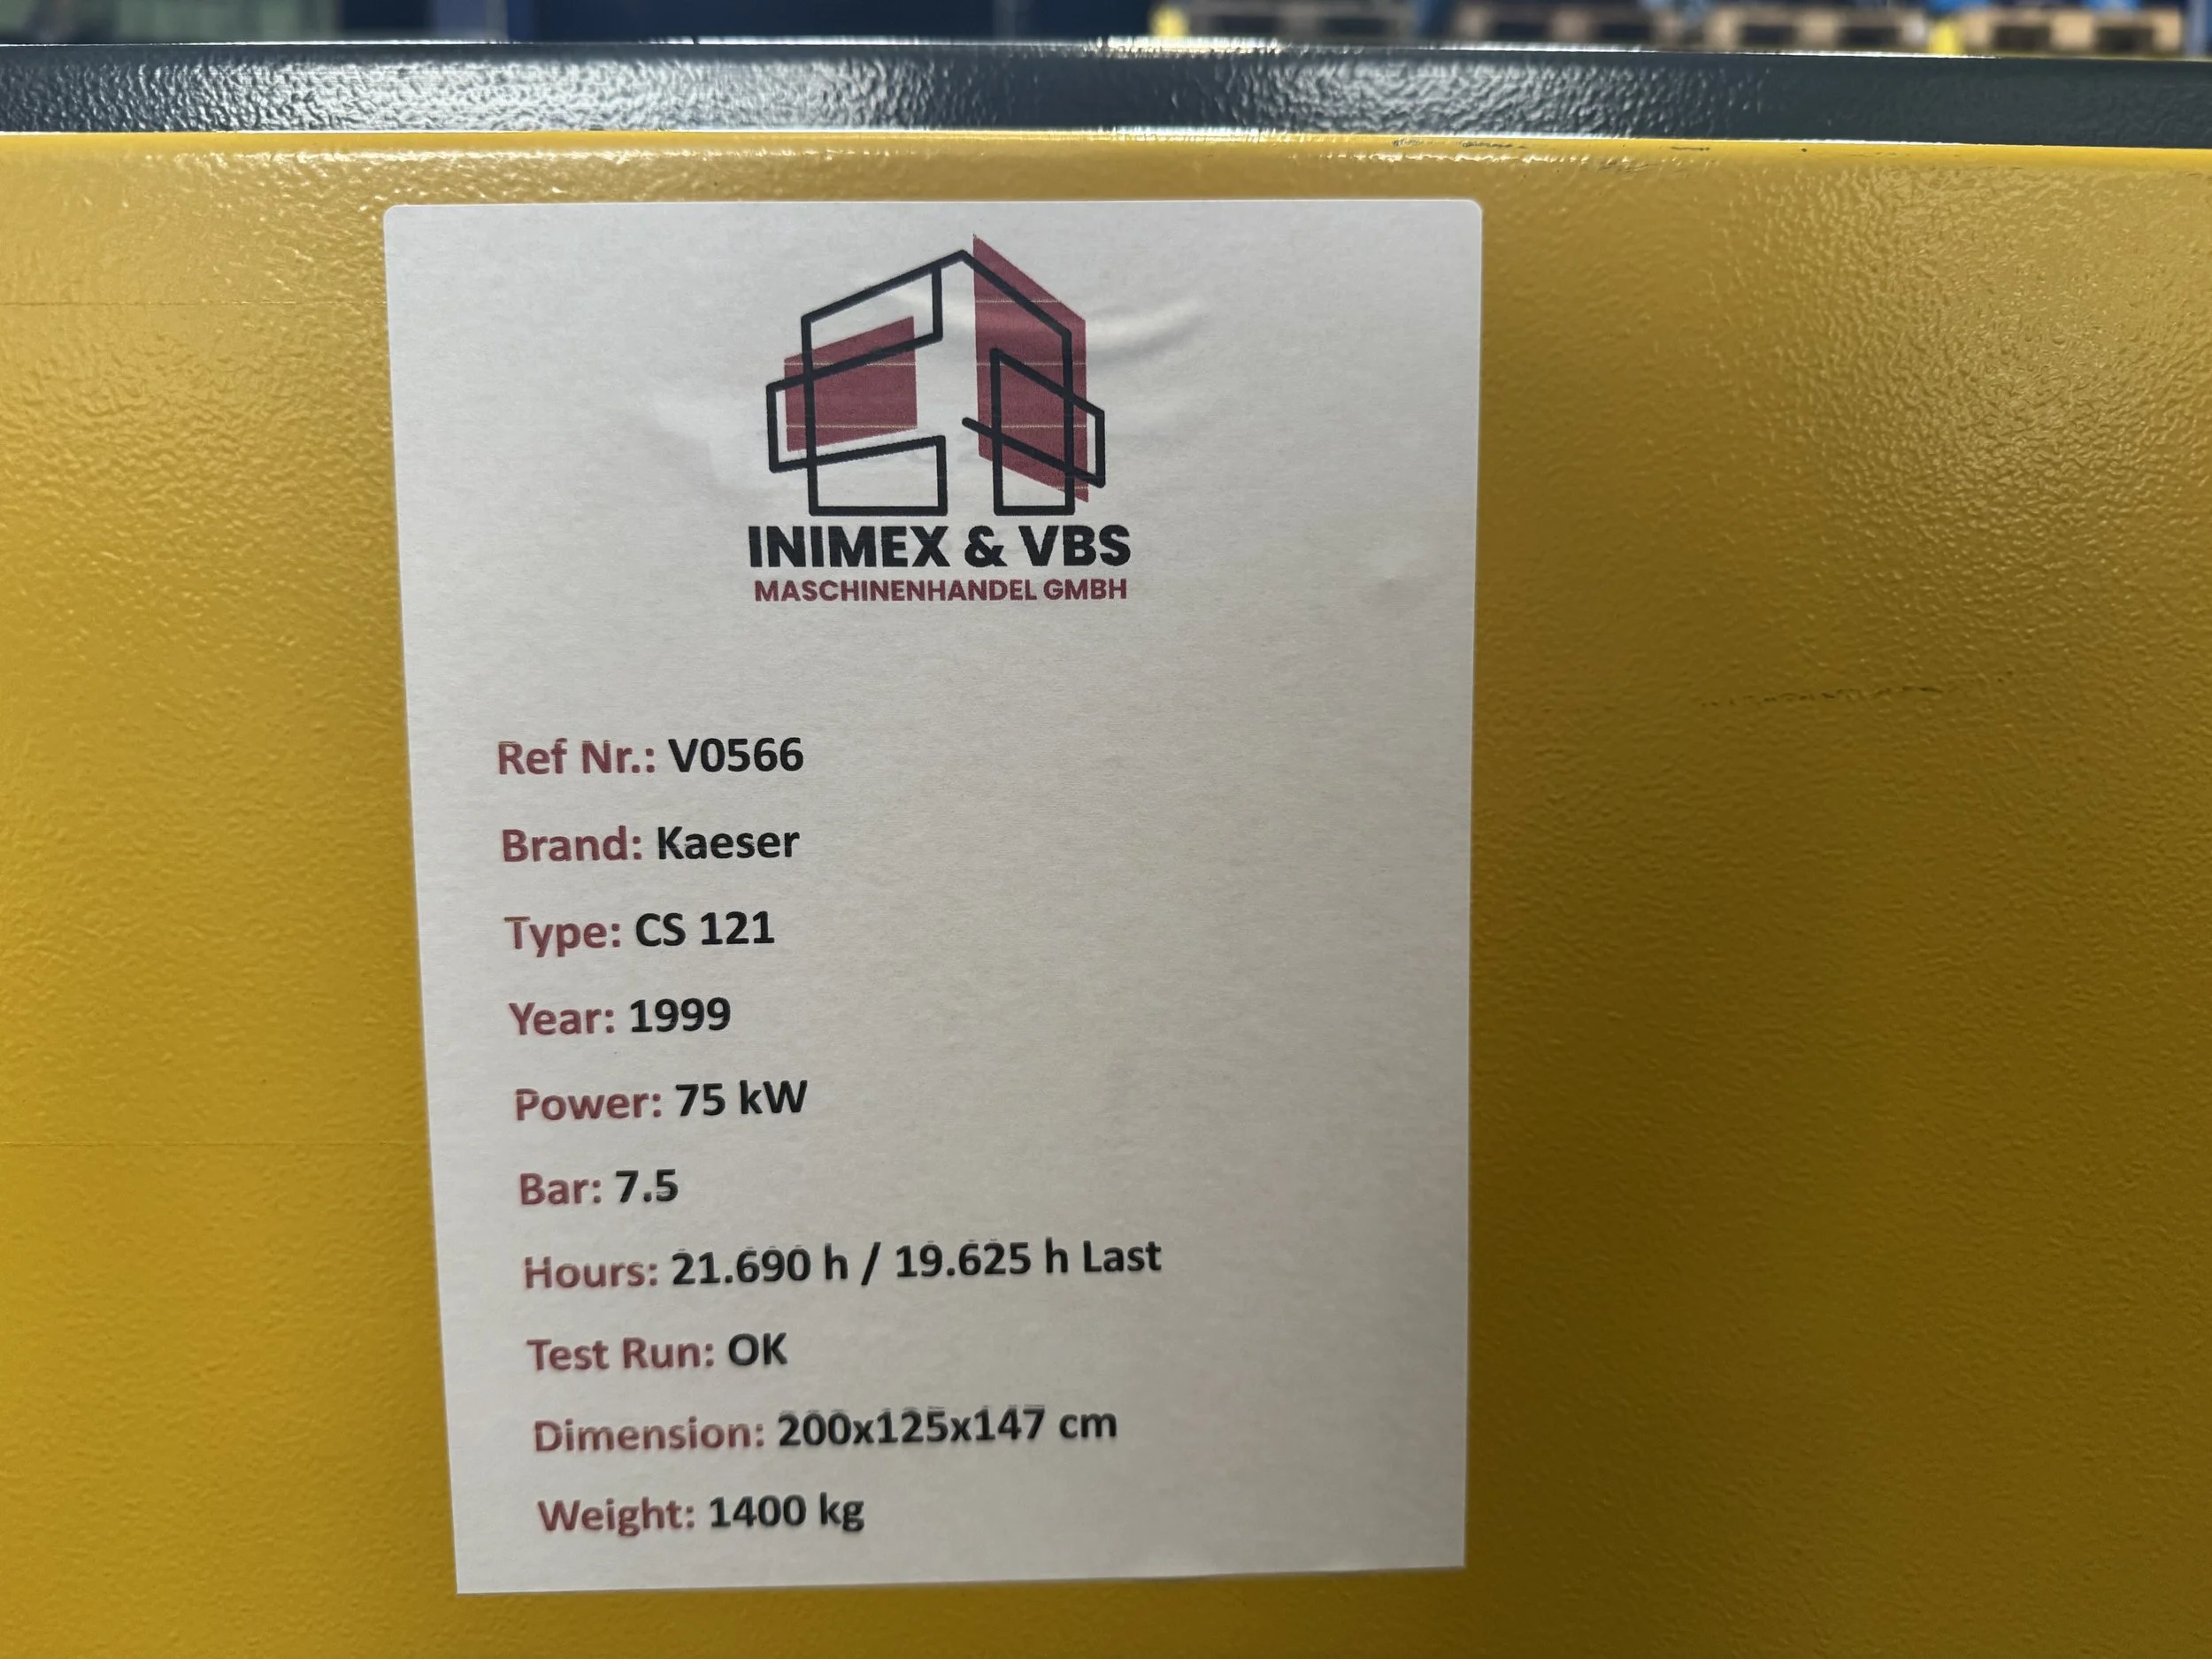 INIMEX & VBS
MASCHINENHANDEL GMBH
Ref Nr.: V0566
Brand: Kaeser
Type: CS 121
Year: 1999
Power: 75 kW
Bar: 7.5
Hours: 21.690 h / 19.625 h Last
Test Run: OK
Dimension: 200x125x147 cm
Weight: 1400 kg